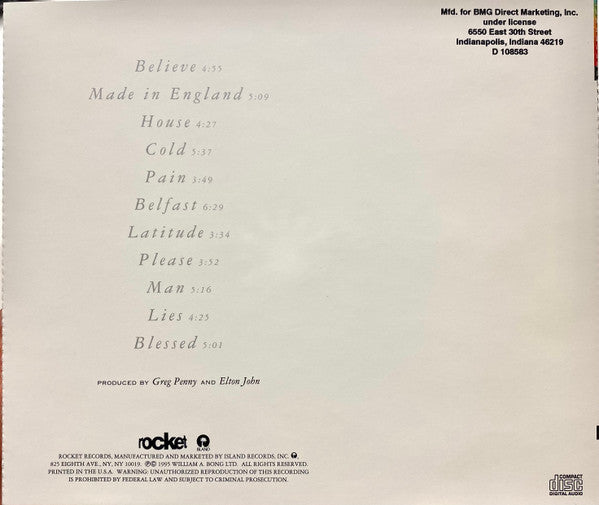 Mfd. for BMG Direct Marketing, Inc.
under license
6550 East 30th Street
Indianapolis, Indiana 46219
D 108583
Believe 4:55
Made in England 5:09
House 4:27
Cold 5:37
Pain 3:49
Belfast 6:29
Latitude 3:34
Please 3:52
Man 5:16
Lies 4:25
Blessed 5:01
PRODUCED BY Greg Penny AND Elton John
rocket
ISLAND
ROCKET RECORDS, MANUFACTURED AND MARKETED BY ISLAND RECORDS, INC.
825 EIGHTH AVE., NY, NY 10019. ℗© 1995 WILLIAM A. BONG LTD. ALL RIGHTS RESERVED.
PRINTED IN THE U.S.A. WARNING: UNAUTHORIZED REPRODUCTION OF THIS RECORDING
IS PROHIBITED BY FEDERAL LAW AND SUBJECT TO CRIMINAL PROSECUTION.
COMPACT
disc
DIGITAL AUDIO